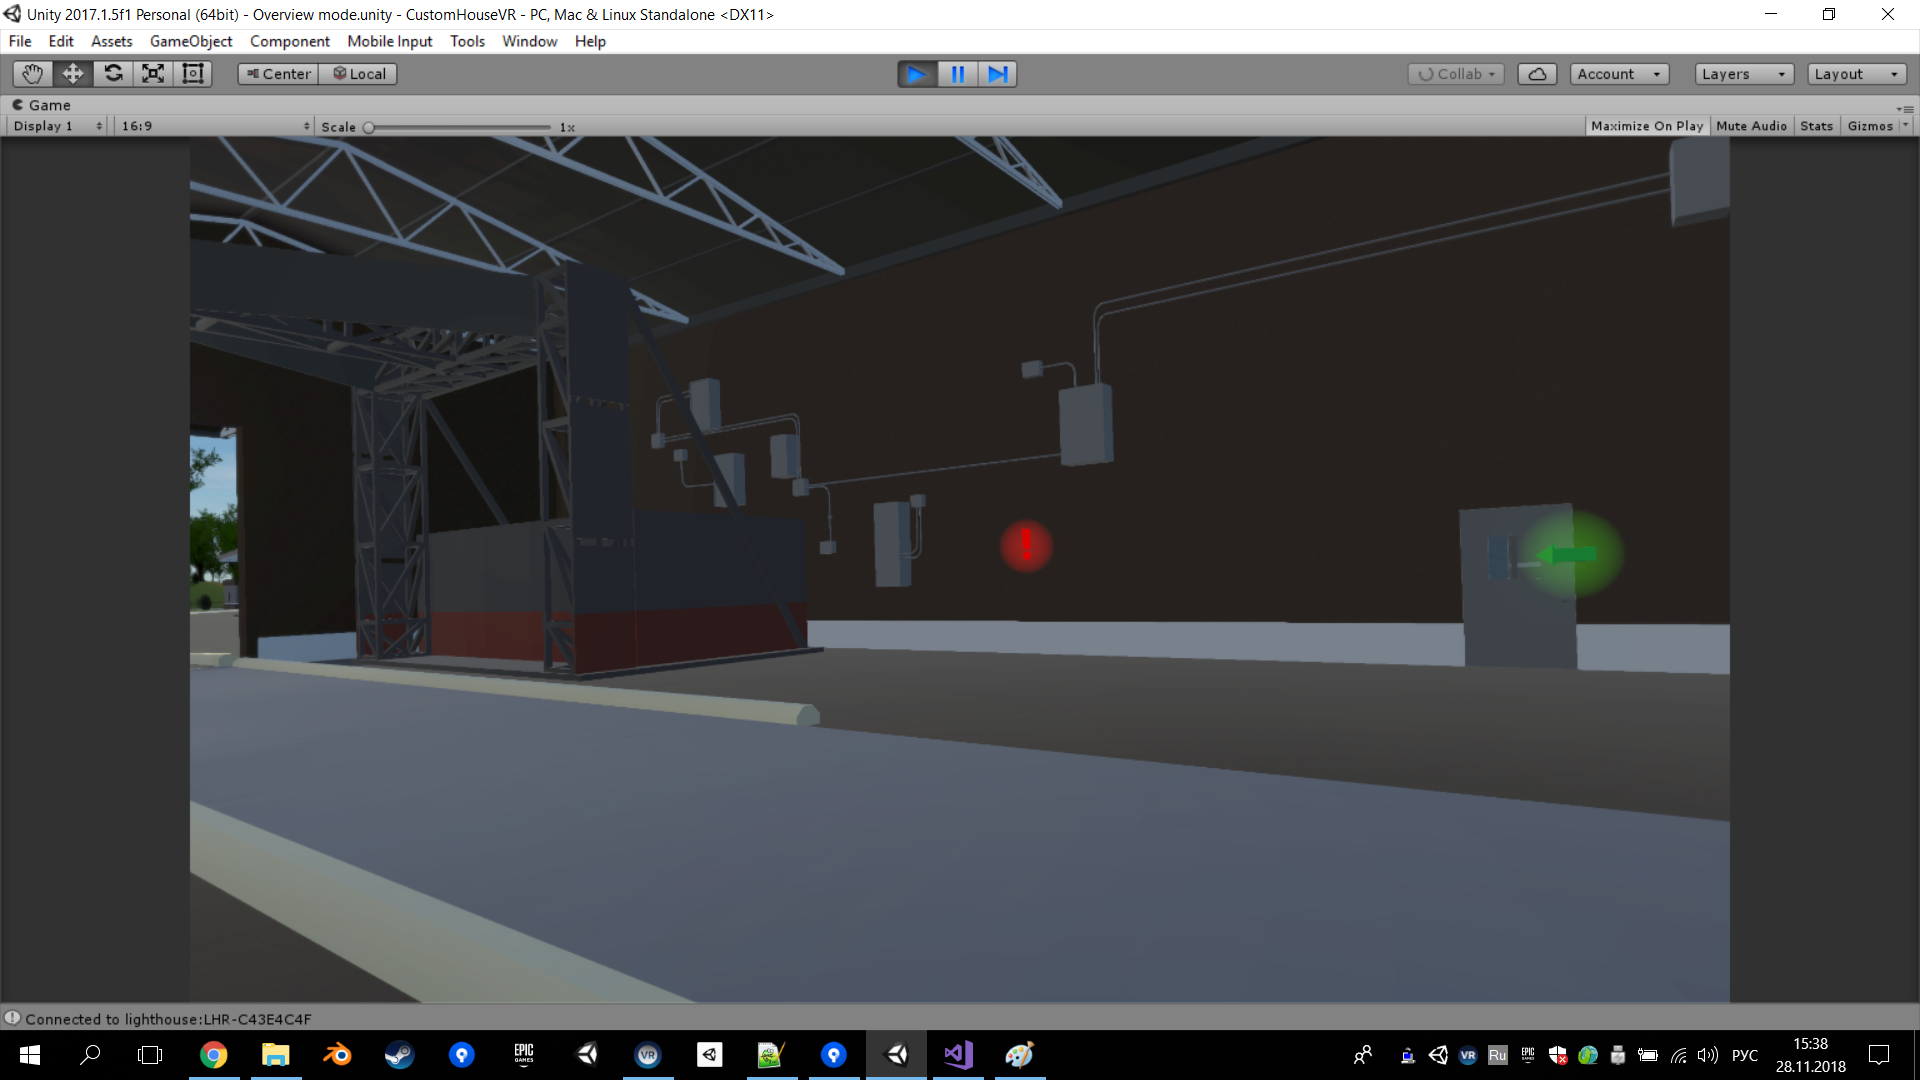 Unity 2017.1.5f1 Personal (64bit) - Overview mode.unity - CustomHouseVR - PC, Mac & Linux Standalone <DX11>
File Edit Assets GameObject Component Mobile Input Tools Window Help
Center Local Collab Account Layers Layout
Game
Display 1 16:9 Scale 1x Maximize On Play Mute Audio Stats Gizmos
!
Connected to lighthouse:LHR-C43E4C4F
EPIC GAMES VR VR Ru EPIC GAMES РУС
15:38
28.11.2018